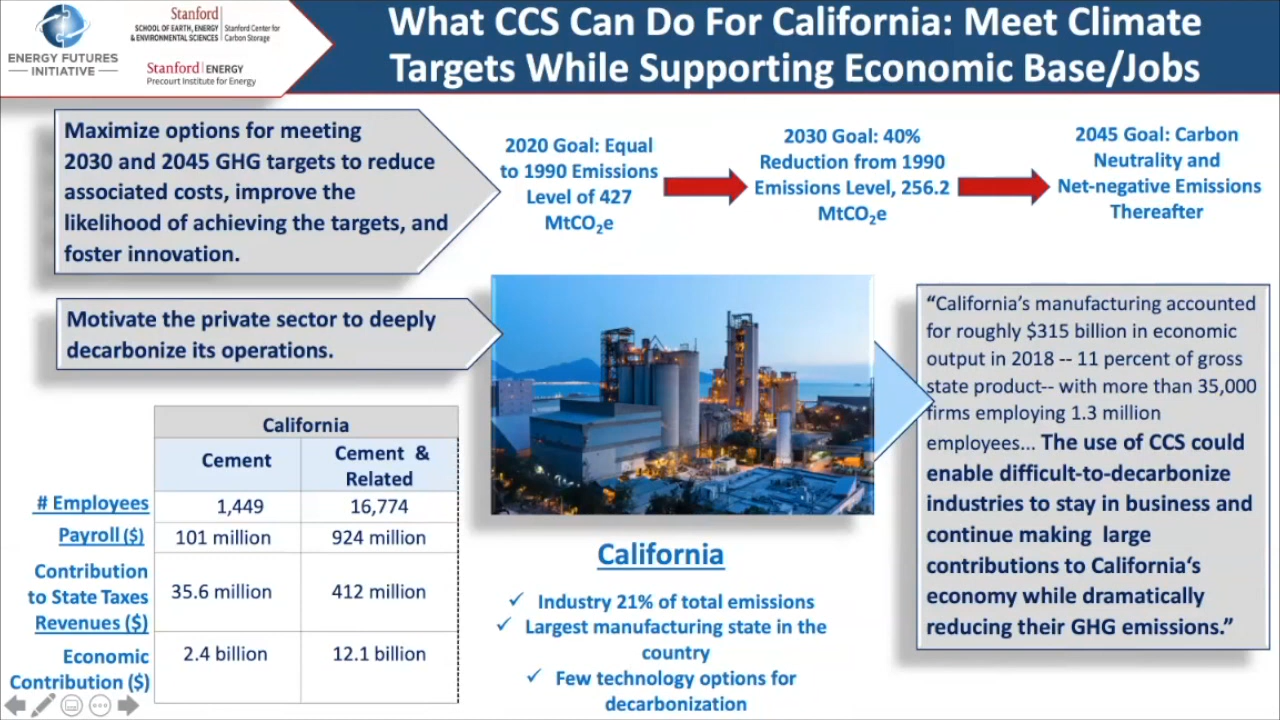 ENERGY FUTURES
INITIATIVE
Stanford
SCHOOL OF EARTH, ENERGY
& ENVIRONMENTAL SCIENCES
Stanford Center for
Carbon Storage
Stanford | ENERGY
Precourt Institute for Energy
What CCS Can Do For California: Meet Climate
Targets While Supporting Economic Base/Jobs
Maximize options for meeting
2030 and 2045 GHG targets to reduce
associated costs, improve the
likelihood of achieving the targets, and
foster innovation.
2020 Goal: Equal
to 1990 Emissions
Level of 427
MtCO₂e
2030 Goal: 40%
Reduction from 1990
Emissions Level, 256.2
MtCO₂e
2045 Goal: Carbon
Neutrality and
Net-negative Emissions
Thereafter
Motivate the private sector to deeply
decarbonize its operations.
California
Cement
Cement &
Related
# Employees
1,449
16,774
Payroll ($)
101 million
924 million
Contribution
to State Taxes
Revenues ($)
35.6 million
412 million
Economic
Contribution ($)
2.4 billion
12.1 billion
California
✓ Industry 21% of total emissions
✓ Largest manufacturing state in the
country
✓ Few technology options for
decarbonization
“California’s manufacturing accounted
for roughly $315 billion in economic
output in 2018 -- 11 percent of gross
state product-- with more than 35,000
firms employing 1.3 million
employees... The use of CCS could
enable difficult-to-decarbonize
industries to stay in business and
continue making large
contributions to California‘s
economy while dramatically
reducing their GHG emissions.”